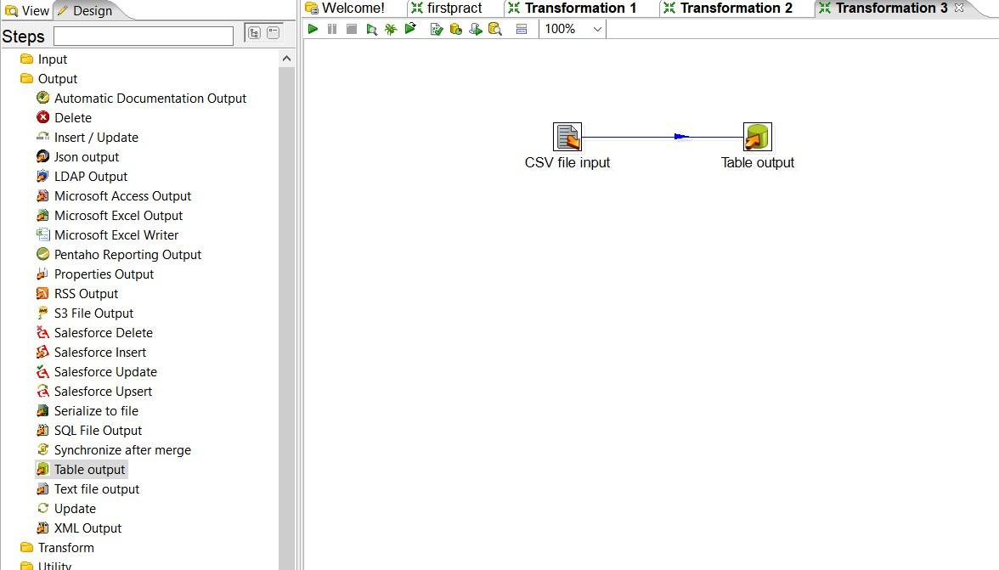 View Design
Welcome! firstpract Transformation 1 Transformation 2 Transformation 3
Steps
100%
Input
Output
Automatic Documentation Output
Delete
Insert / Update
Json output
LDAP Output
Microsoft Access Output
Microsoft Excel Output
Microsoft Excel Writer
Pentaho Reporting Output
Properties Output
RSS Output
S3 File Output
Salesforce Delete
Salesforce Insert
Salesforce Update
Salesforce Upsert
Serialize to file
SQL File Output
Synchronize after merge
Table output
Text file output
Update
XML Output
Transform
Utility
CSV file input
Table output